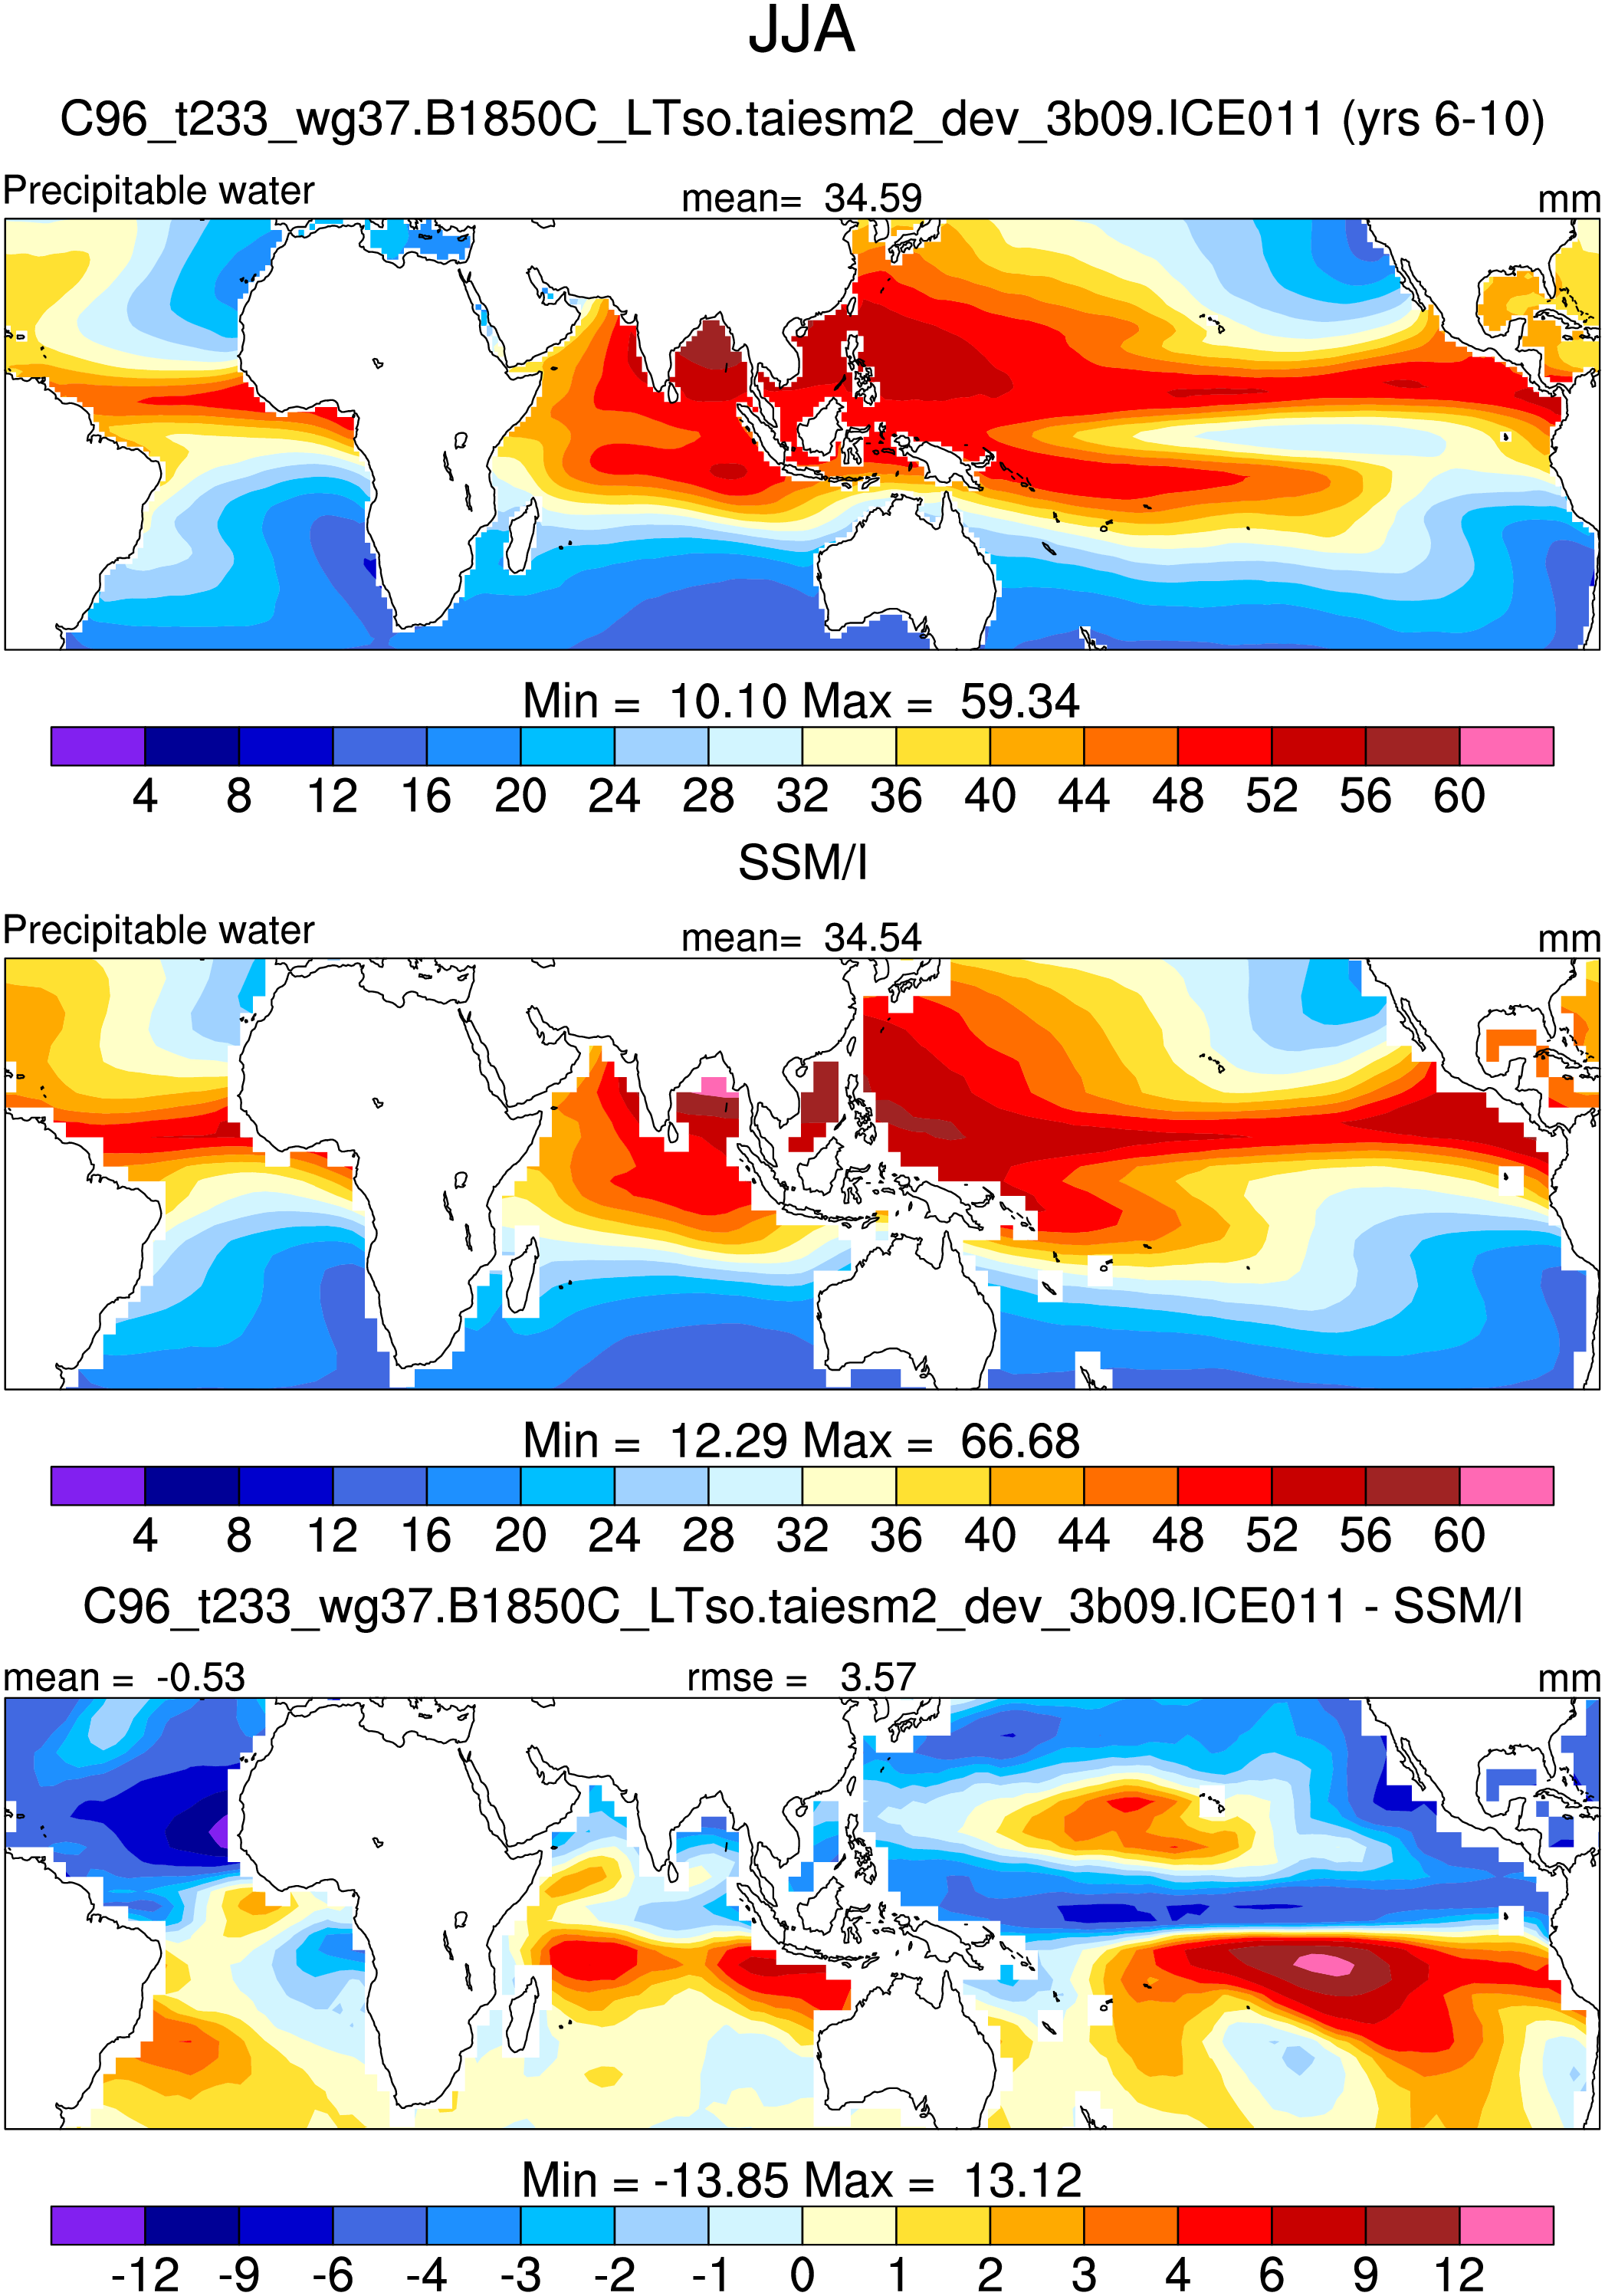 JJA
C96_t233_wg37.B1850C_LTso.taiesm2_dev_3b09.ICE011 (yrs 6-10)
Precipitable water mean= 34.59 mm
Min = 10.10 Max = 59.34
4 8 12 16 20 24 28 32 36 40 44 48 52 56 60
SSM/I
Precipitable water mean= 34.54 mm
Min = 12.29 Max = 66.68
4 8 12 16 20 24 28 32 36 40 44 48 52 56 60
C96_t233_wg37.B1850C_LTso.taiesm2_dev_3b09.ICE011 - SSM/I
mean = -0.53 rmse = 3.57 mm
Min = -13.85 Max = 13.12
-12 -9 -6 -4 -3 -2 -1 0 1 2 3 4 6 9 12